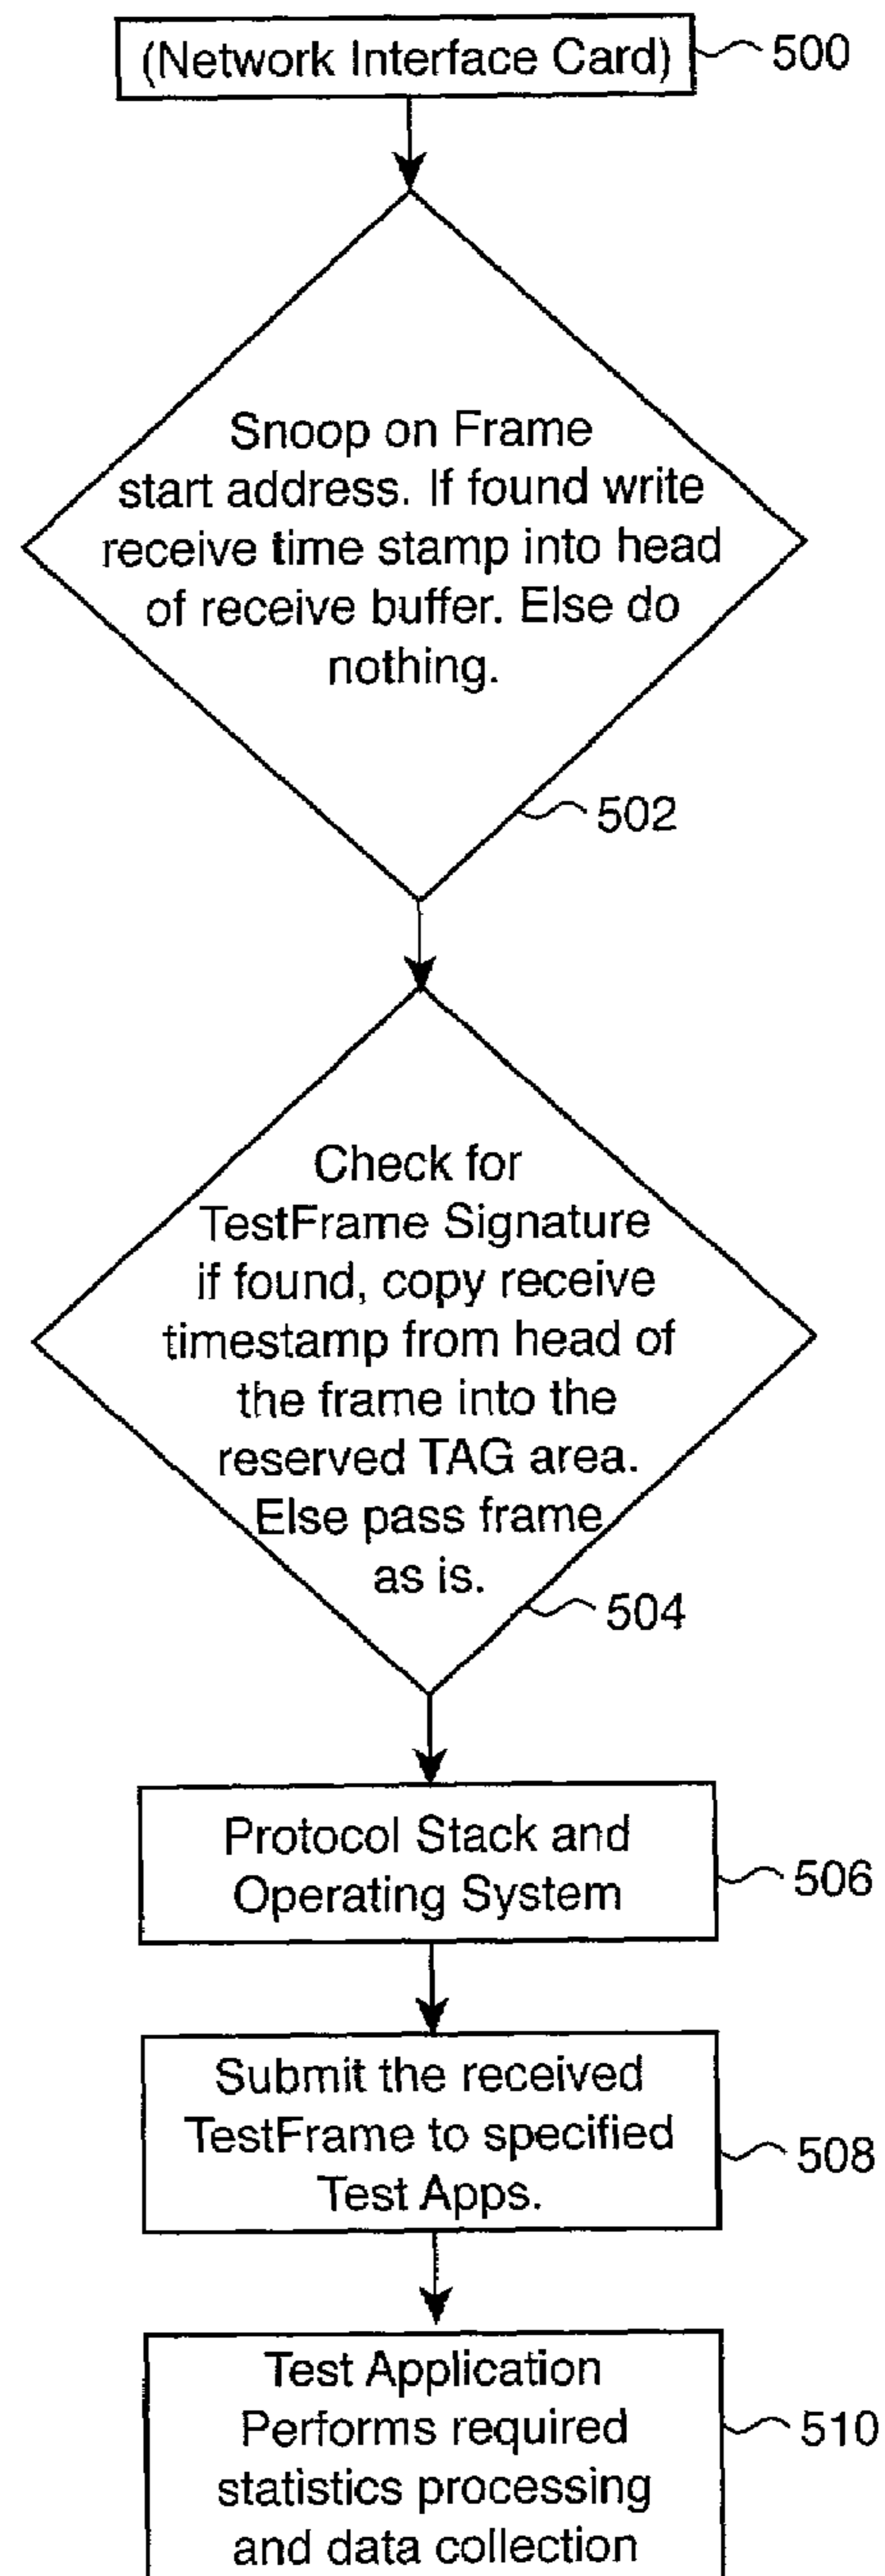 (Network Interface Card)
500
Snoop on Frame
start address. If found write
receive time stamp into head
of receive buffer. Else do
nothing.
502
Check for
TestFrame Signature
if found, copy receive
timestamp from head of
the frame into the
reserved TAG area.
Else pass frame
as is.
504
Protocol Stack and
Operating System
506
Submit the received
TestFrame to specified
Test Apps.
508
Test Application
Performs required
statistics processing
and data collection
510